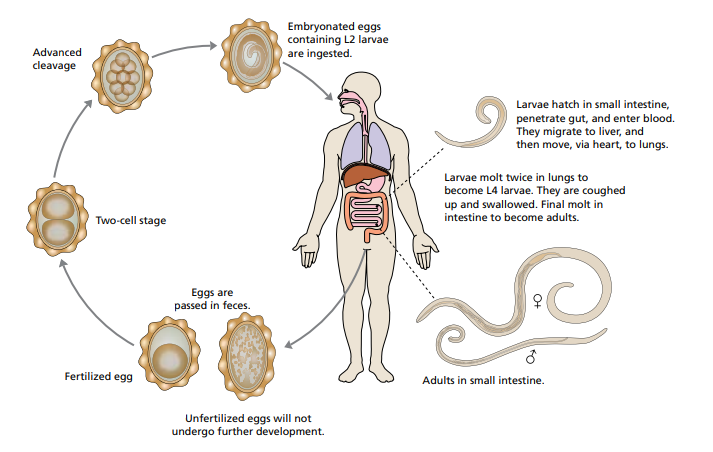 Embryonated eggs
containing L2 larvae
are ingested.
Advanced
cleavage
Larvae hatch in small intestine,
penetrate gut, and enter blood.
They migrate to liver, and
then move, via heart, to lungs.
Larvae molt twice in lungs to
become L4 larvae. They are coughed
up and swallowed. Final molt in
intestine to become adults.
Two-cell stage
Eggs are
passed in feces.
♀
♂
Fertilized egg
Adults in small intestine.
Unfertilized eggs will not
undergo further development.